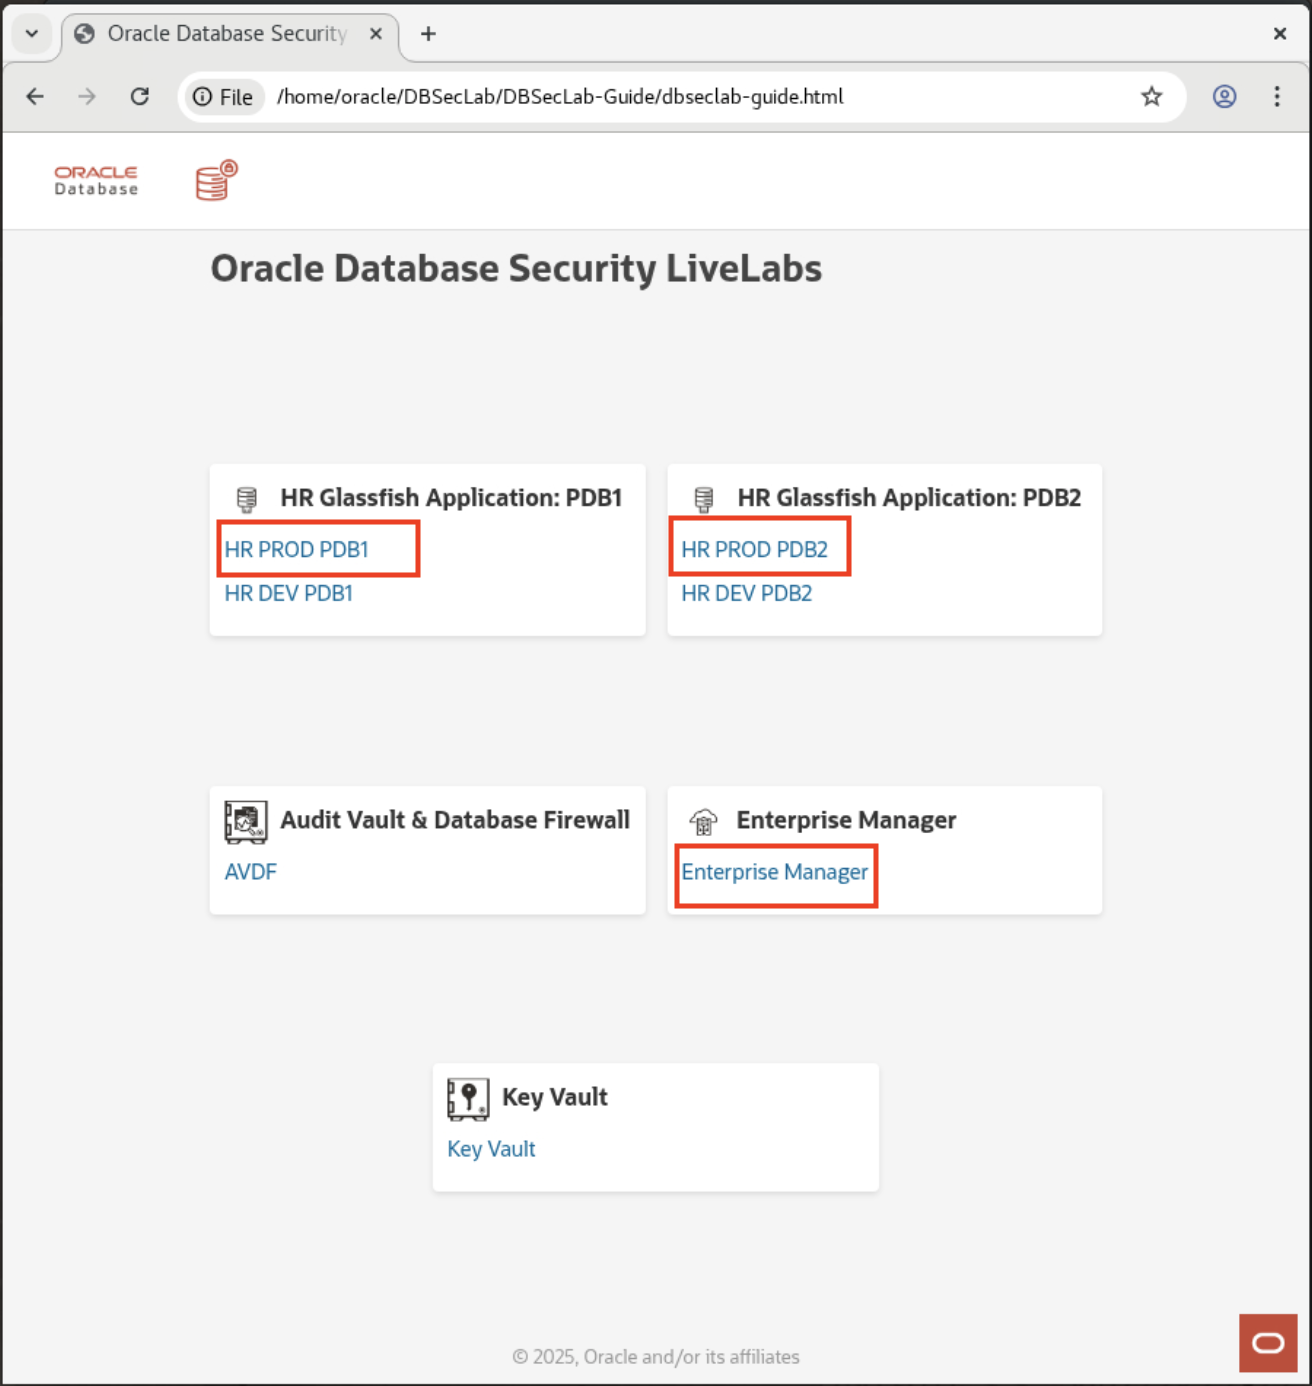 Oracle Database Security
File /home/oracle/DBSecLab/DBSecLab-Guide/dbseclab-guide.html
ORACLE
Database
Oracle Database Security LiveLabs
HR Glassfish Application: PDB1
HR PROD PDB1
HR DEV PDB1
HR Glassfish Application: PDB2
HR PROD PDB2
HR DEV PDB2
Audit Vault & Database Firewall
AVDF
Enterprise Manager
Enterprise Manager
Key Vault
Key Vault
© 2025, Oracle and/or its affiliates